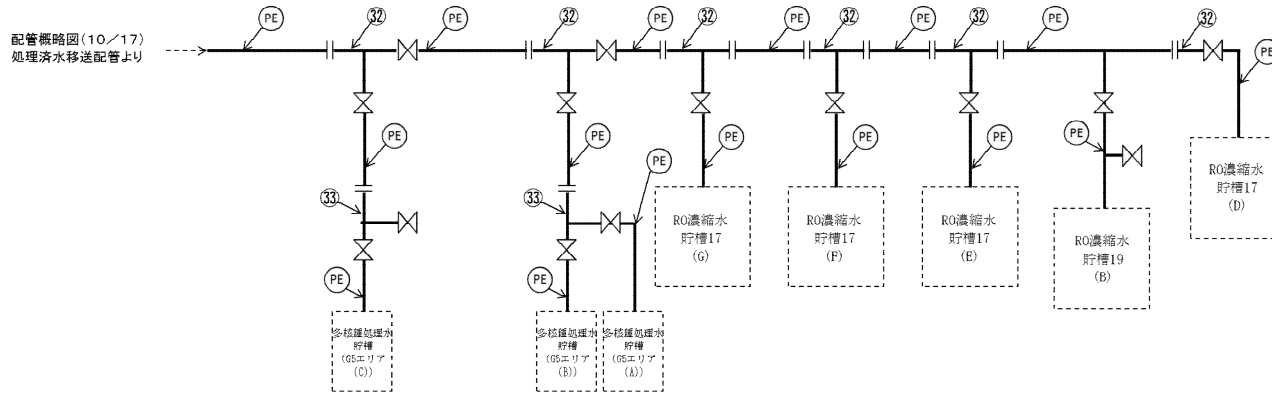 PE
㉜
PE
㉜
PE
㉜
PE
㉜
PE
㉜
PE
㉜
PE
配管概略図(10／17)
処理済水移送配管より
PE
PE
PE
PE
PE
PE
PE
㉝
㉝
PE
PE
RO濃縮水
貯槽17
(G)
RO濃縮水
貯槽17
(F)
RO濃縮水
貯槽17
(E)
RO濃縮水
貯槽19
(B)
RO濃縮水
貯槽17
(D)
多核種処理水
貯槽
(G5エリア
(C))
多核種処理水
貯槽
(G5エリア
(B))
多核種処理水
貯槽
(G5エリア
(A))